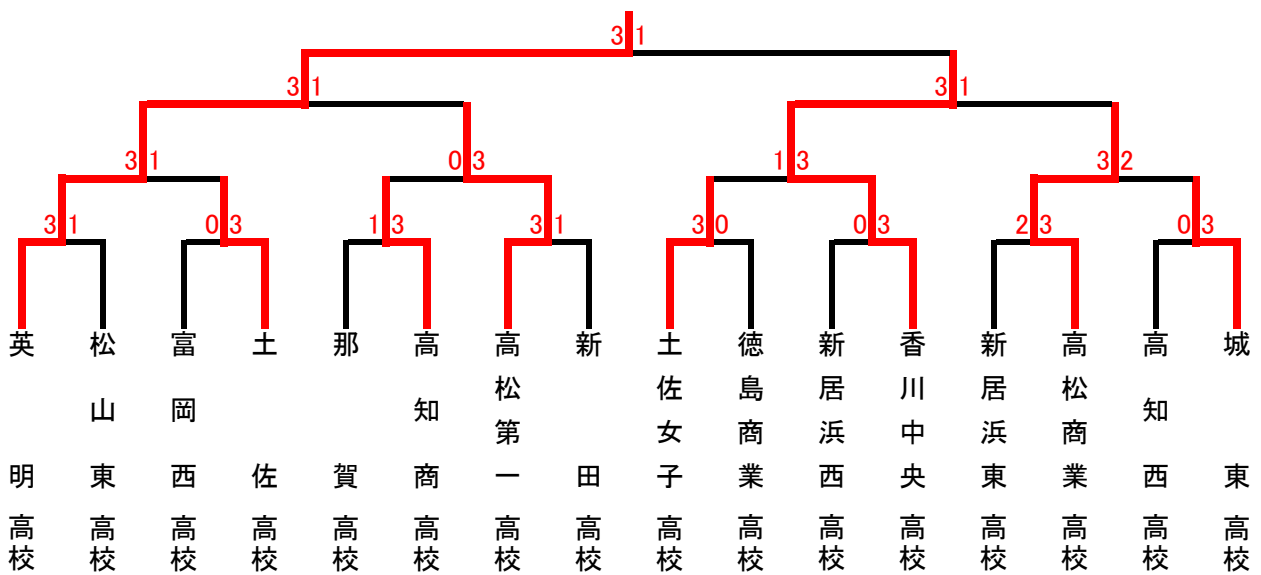 3 1
3 1 3 1
3 1 0 3 1 3 3 2
3 1 0 3 1 3 3 1 3 0 0 3 2 3 0 3
英明高校
松山東高校
富岡西高校
土佐高校
那賀高校
高知商高校
高松第一高校
新田高校
土佐女子高校
徳島商業高校
新居浜西高校
香川中央高校
新居浜東高校
高松商業高校
高知西高校
城東高校